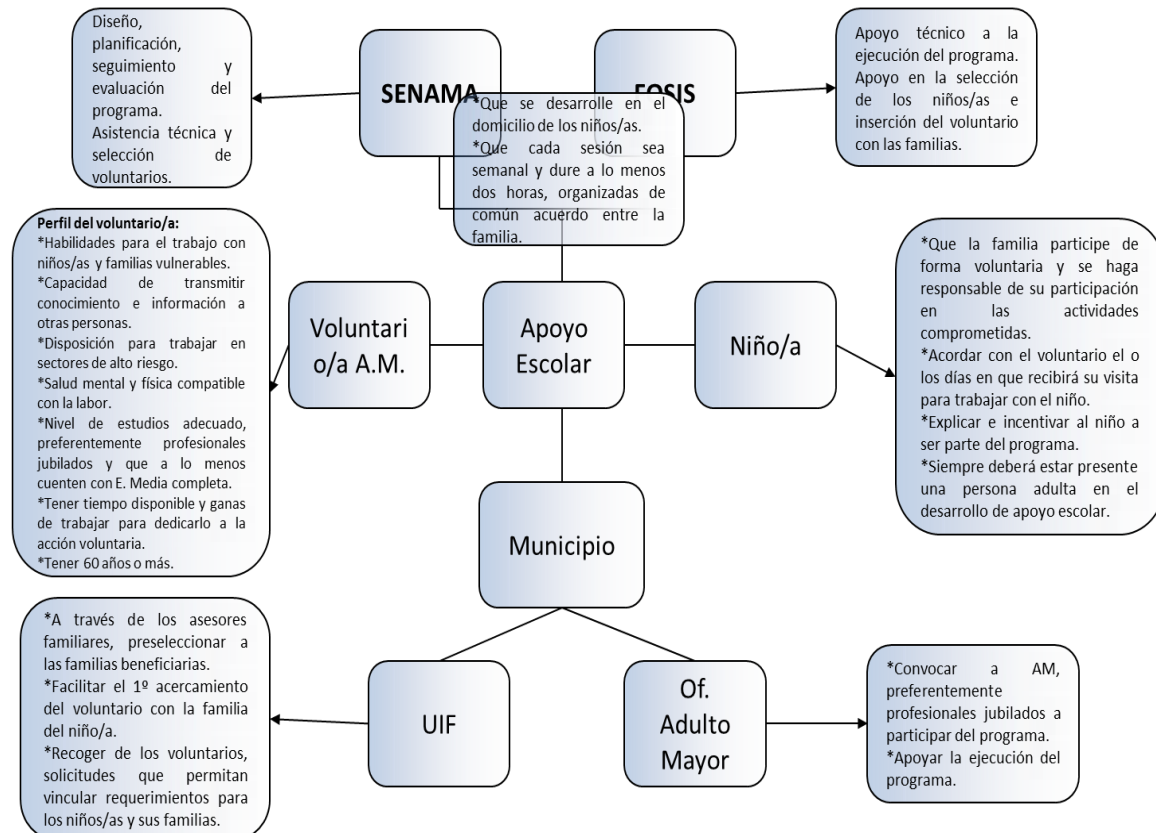 Diseño,
planificación,
seguimiento y
evaluación del
programa.
Asistencia técnica y
selección de
voluntarios.
SENAMA
FOSIS
Apoyo técnico a la
ejecución del programa.
Apoyo en la selección
de los niños/as e
inserción del voluntario
con las familias.
*Que se desarrolle en el
domicilio de los niños/as.
*Que cada sesión sea
semanal y dure a lo menos
dos horas, organizadas de
común acuerdo entre la
familia.
Perfil del voluntario/a:
*Habilidades para el trabajo con
niños/as y familias vulnerables.
*Capacidad de transmitir
conocimiento e información a
otras personas.
*Disposición para trabajar en
sectores de alto riesgo.
*Salud mental y física compatible
con la labor.
*Nivel de estudios adecuado,
preferentemente profesionales
jubilados y que a lo menos
cuenten con E. Media completa.
*Tener tiempo disponible y ganas
de trabajar para dedicarlo a la
acción voluntaria.
*Tener 60 años o más.
Voluntari
o/a A.M.
Apoyo
Escolar
Niño/a
*Que la familia participe de
forma voluntaria y se haga
responsable de su participación
en las actividades
comprometidas.
*Acordar con el voluntario el o
los días en que recibirá su visita
para trabajar con el niño.
*Explicar e incentivar al niño a
ser parte del programa.
*Siempre deberá estar presente
una persona adulta en el
desarrollo de apoyo escolar.
Municipio
*A través de los asesores
familiares, preseleccionar a
las familias beneficiarias.
*Facilitar el 1º acercamiento
del voluntario con la familia
del niño/a.
*Recoger de los voluntarios,
solicitudes que permitan
vincular requerimientos para
los niños/as y sus familias.
UIF
Of.
Adulto
Mayor
*Convocar a AM,
preferentemente
profesionales jubilados a
participar del programa.
*Apoyar la ejecución del
programa.